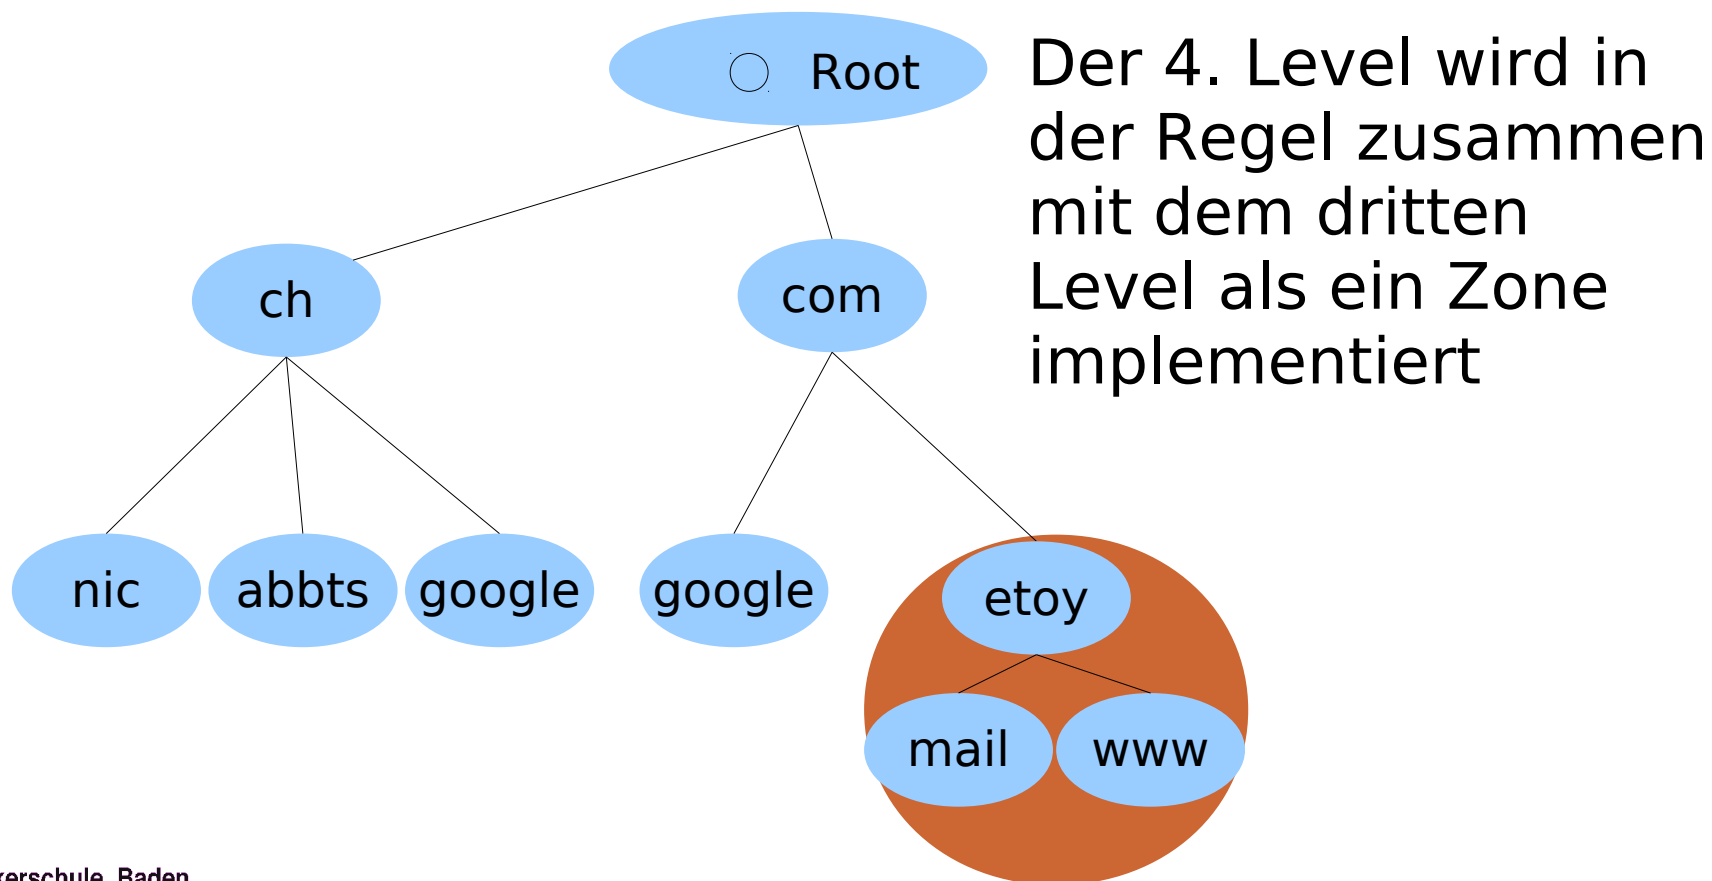 Root
Der 4. Level wird in
der Regel zusammen
mit dem dritten
Level als ein Zone
implementiert
ch
com
nic
abbts
google
google
etoy
mail
www
Baden